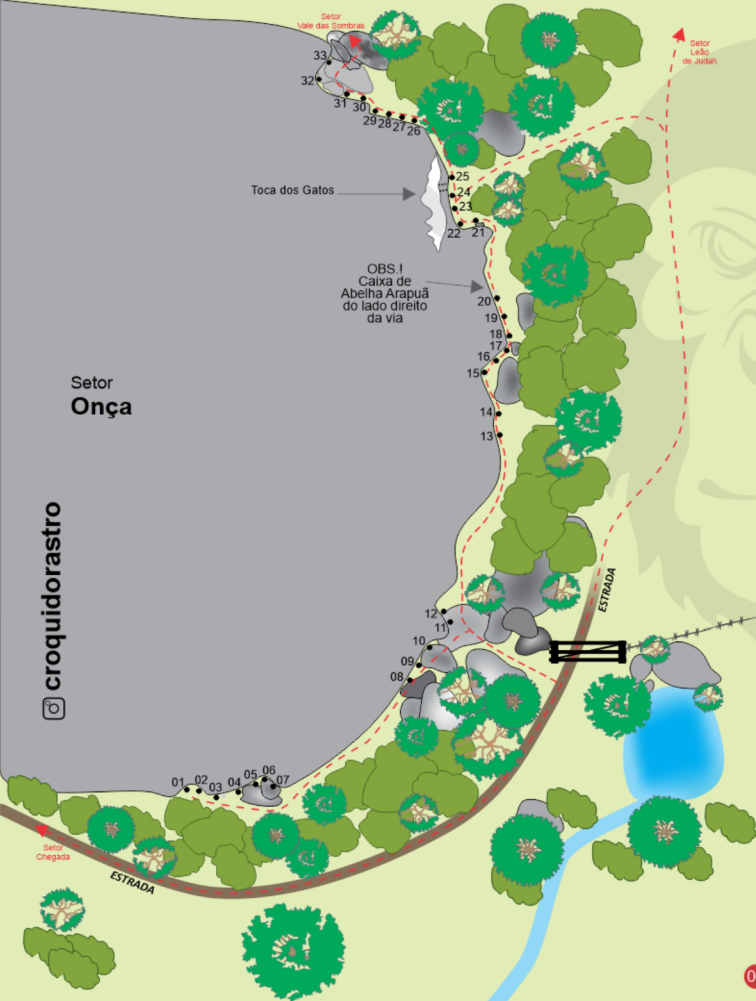 Setor
Vale das Sombras
Setor
Leão
de Judah
33
32
31
30
29
28
27
26
25
24
23
22
21
Toca dos Gatos
OBS.!
Caixa de
Abelha Arapuã
do lado direito
da via
20
19
18
17
16
15
14
13
Setor
Onça
croquidorastro
ESTRADA
12
11
10
09
08
01
02
03
04
05
06
07
Setor
Chegada
ESTRADA